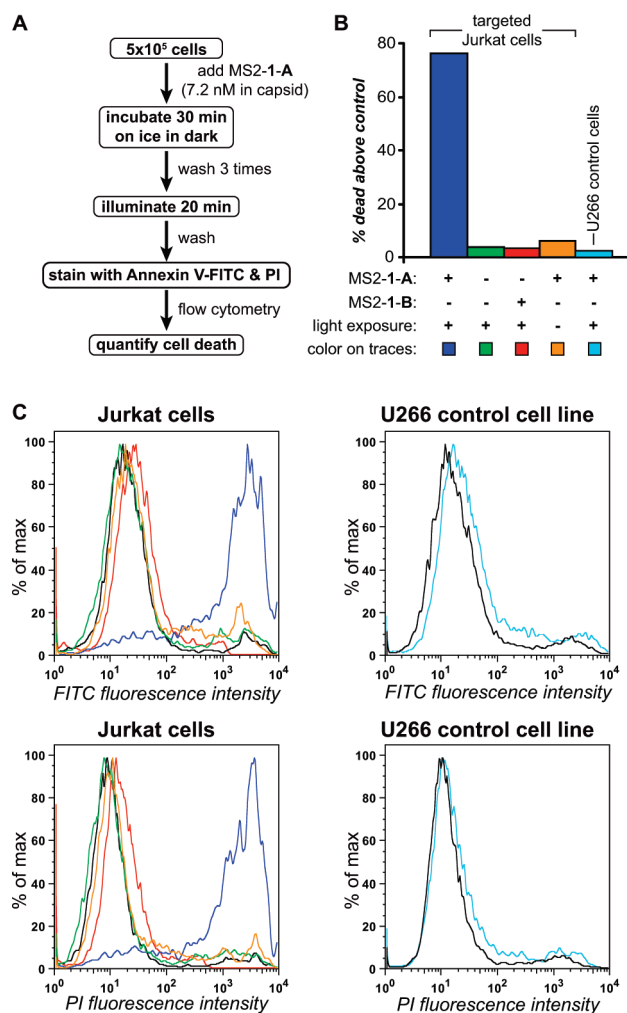 A
5x10⁵ cells
add MS2-1-A
(7.2 nM in capsid)
incubate 30 min
on ice in dark
wash 3 times
illuminate 20 min
wash
stain with Annexin V-FITC & PI
flow cytometry
quantify cell death
B
targeted
Jurkat cells
% dead above control
80
60
40
20
0
U266 control cells
MS2-1-A: + - - + +
MS2-1-B: - - + - -
light exposure: + + + - +
color on traces:
C
Jurkat cells
% of max
100
80
60
40
20
0
10⁰ 10¹ 10² 10³ 10⁴
FITC fluorescence intensity
U266 control cell line
% of max
100
80
60
40
20
0
10⁰ 10¹ 10² 10³ 10⁴
FITC fluorescence intensity
Jurkat cells
% of max
100
80
60
40
20
0
10⁰ 10¹ 10² 10³ 10⁴
PI fluorescence intensity
U266 control cell line
% of max
100
80
60
40
20
0
10⁰ 10¹ 10² 10³ 10⁴
PI fluorescence intensity